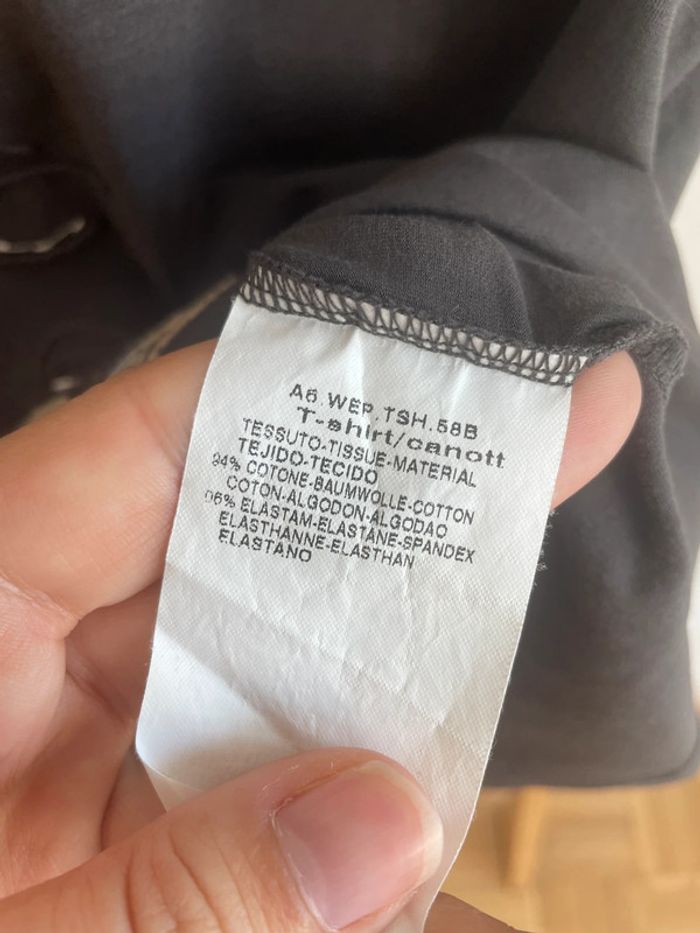 A6.WEP.TSH.58B
T-shirt/canott
TESSUTO-TISSUE-MATERIAL
TEJIDO-TECIDO
94% COTONE-BAUMWOLLE-COTTON
COTON-ALGODON-ALGODAO
06% ELASTAM-ELASTANE-SPANDEX
ELASTHANNE-ELASTHAN
ELASTANO